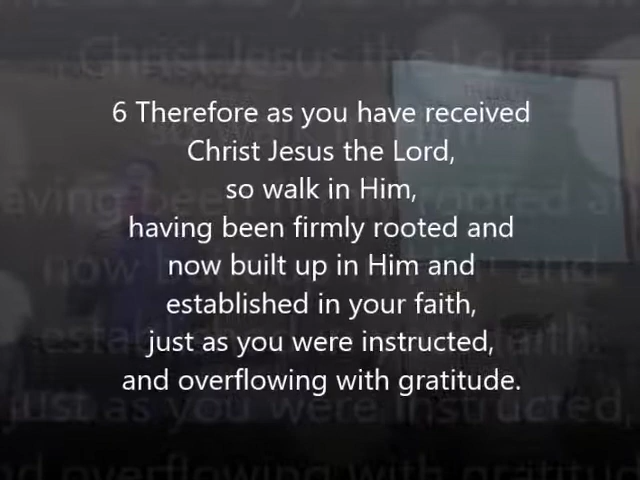 6 Therefore as you have received
Christ Jesus the Lord,
so walk in Him,
having been firmly rooted and
now built up in Him and
established in your faith,
just as you were instructed,
and overflowing with gratitude.